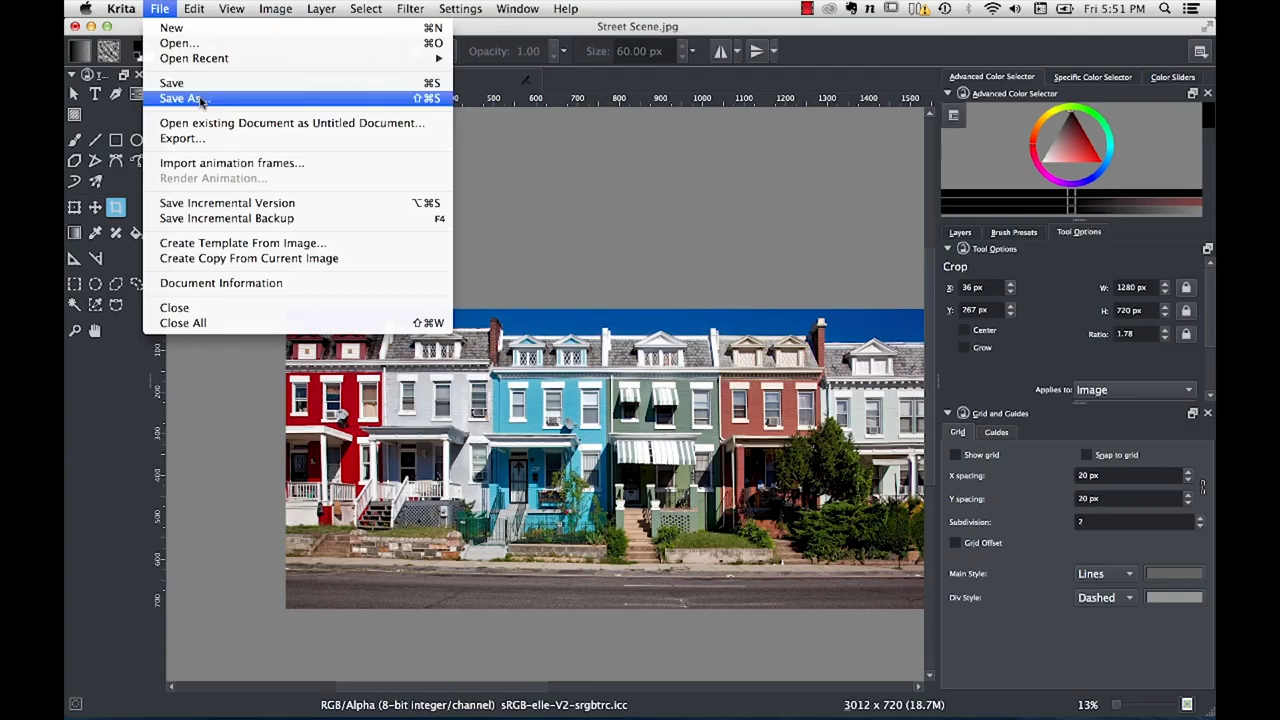 Krita File Edit View Image Layer Select Filter Settings Window Help Fri 5:51 PM
Street Scene.jpg
New ⌘N
Open... ⌘O
Open Recent
Save ⌘S
Save As... ⇧⌘S
Open existing Document as Untitled Document...
Export...
Import animation frames...
Render Animation...
Save Incremental Version ⌥⌘S
Save Incremental Backup F4
Create Template From Image...
Create Copy From Current Image
Document Information
Close
Close All ⇧⌘W
Opacity: 1.00 Size: 60.00 px
500 600 700 800 900 1000 1100 1200 1300 1400 1500
100
300
400
500
600
700
Advanced Color Selector Specific Color Selector Color Sliders
Advanced Color Selector
Layers Brush Presets Tool Options
Tool Options
Crop
X: 36 px W: 1280 px
Y: 267 px H: 720 px
Center Ratio: 1.78
Grow
Applies to: Image
Grid and Guides
Grid Guides
Show grid Snap to grid
X spacing: 20 px
Y spacing: 20 px
Subdivision: 2
Grid Offset
Main Style: Lines
Div Style: Dashed
RGB/Alpha (8-bit integer/channel) sRGB-elle-V2-srgbtrc.icc 3012 x 720 (18.7M) 13%